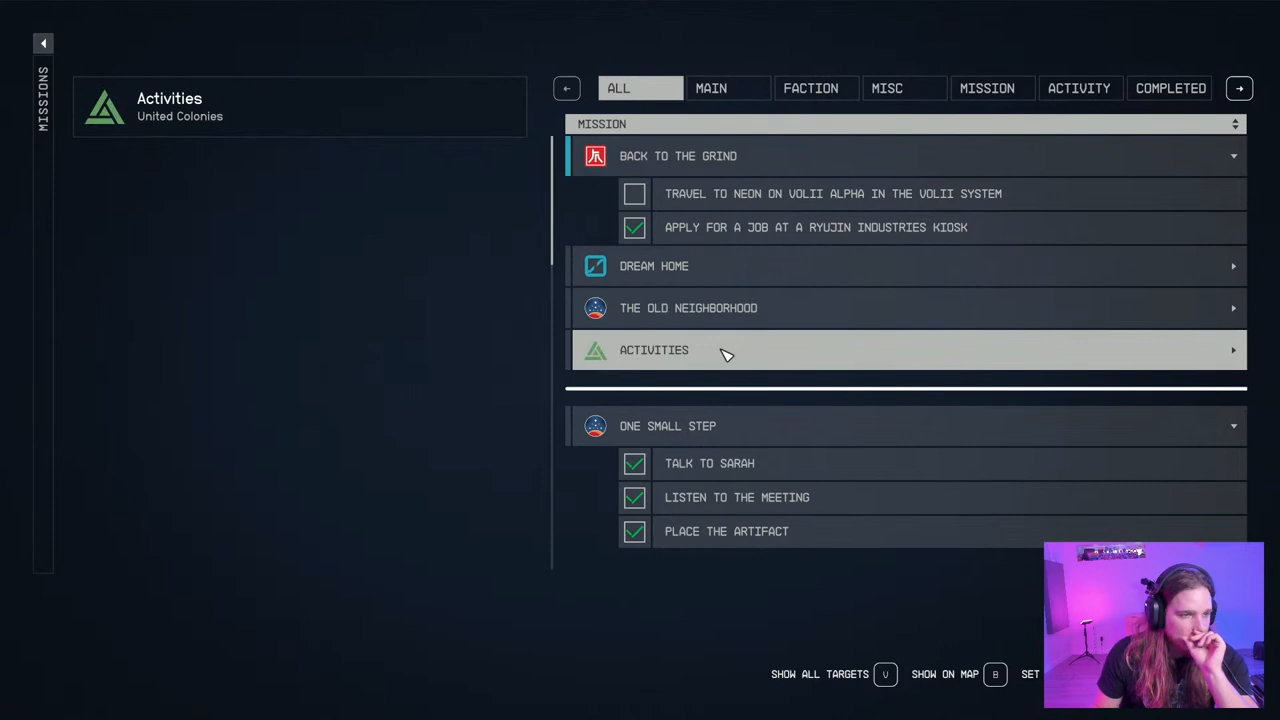 MISSIONS
Activities
United Colonies
ALL
MAIN
FACTION
MISC
MISSION
ACTIVITY
COMPLETED
MISSION
BACK TO THE GRIND
TRAVEL TO NEON ON VOLII ALPHA IN THE VOLII SYSTEM
APPLY FOR A JOB AT A RYUJIN INDUSTRIES KIOSK
DREAM HOME
THE OLD NEIGHBORHOOD
ACTIVITIES
ONE SMALL STEP
TALK TO SARAH
LISTEN TO THE MEETING
PLACE THE ARTIFACT
SHOW ALL TARGETS V SHOW ON MAP B SET